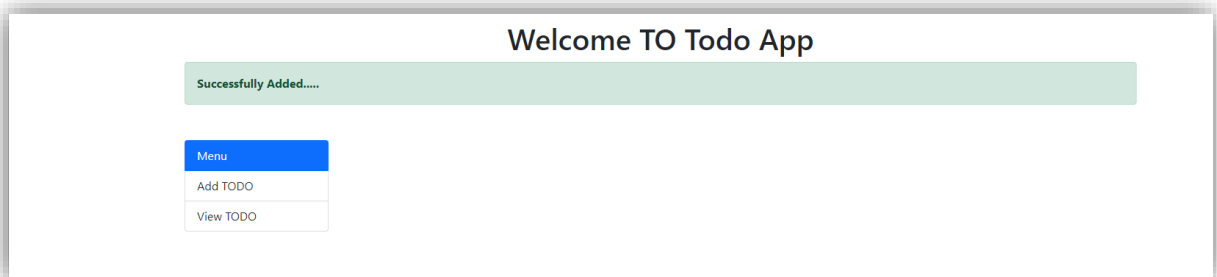 Welcome TO Todo App
Successfully Added.....
Menu
Add TODO
View TODO